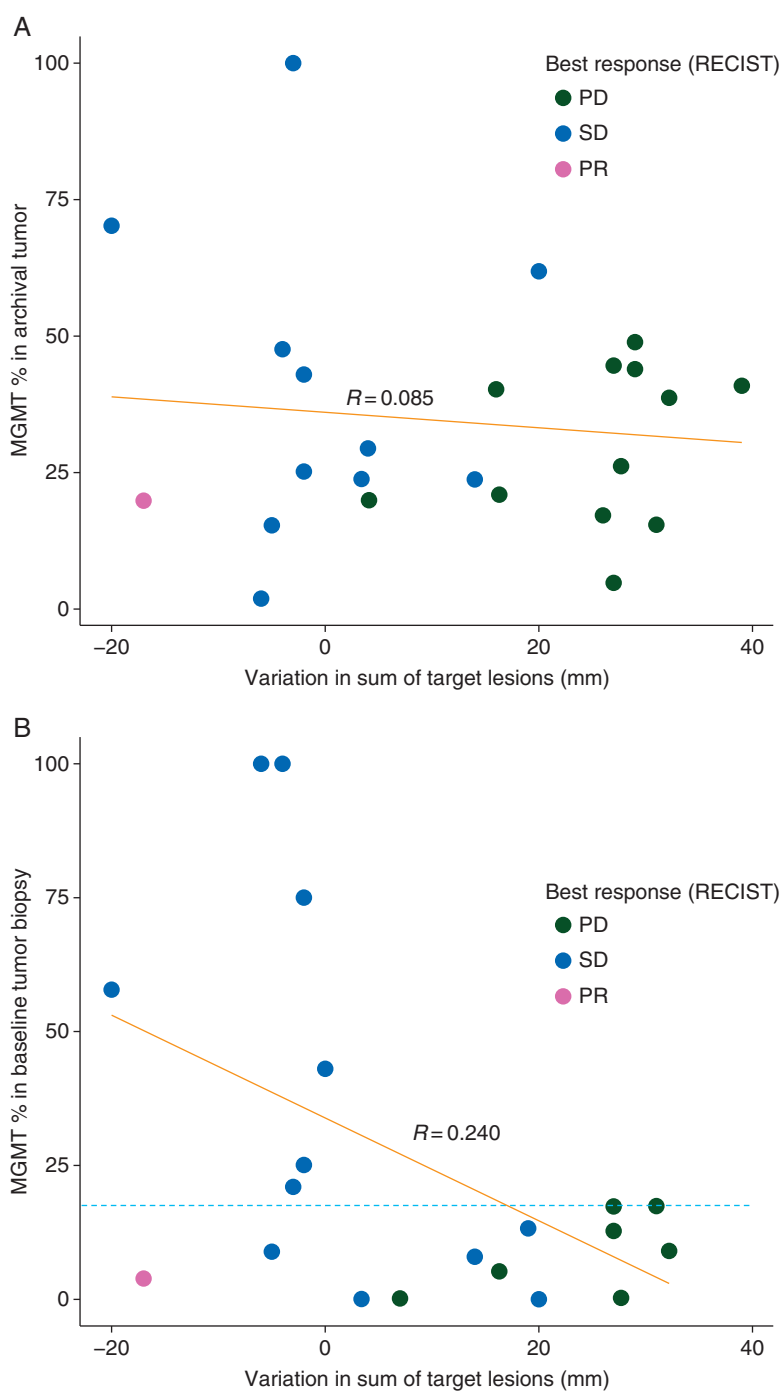 A
100
75
50
25
0
MGMT % in archival tumor
Best response (RECIST)
PD
SD
PR
R = 0.085
−20
0
20
40
Variation in sum of target lesions (mm)
B
100
75
50
25
0
MGMT % in baseline tumor biopsy
Best response (RECIST)
PD
SD
PR
R = 0.240
−20
0
20
40
Variation in sum of target lesions (mm)